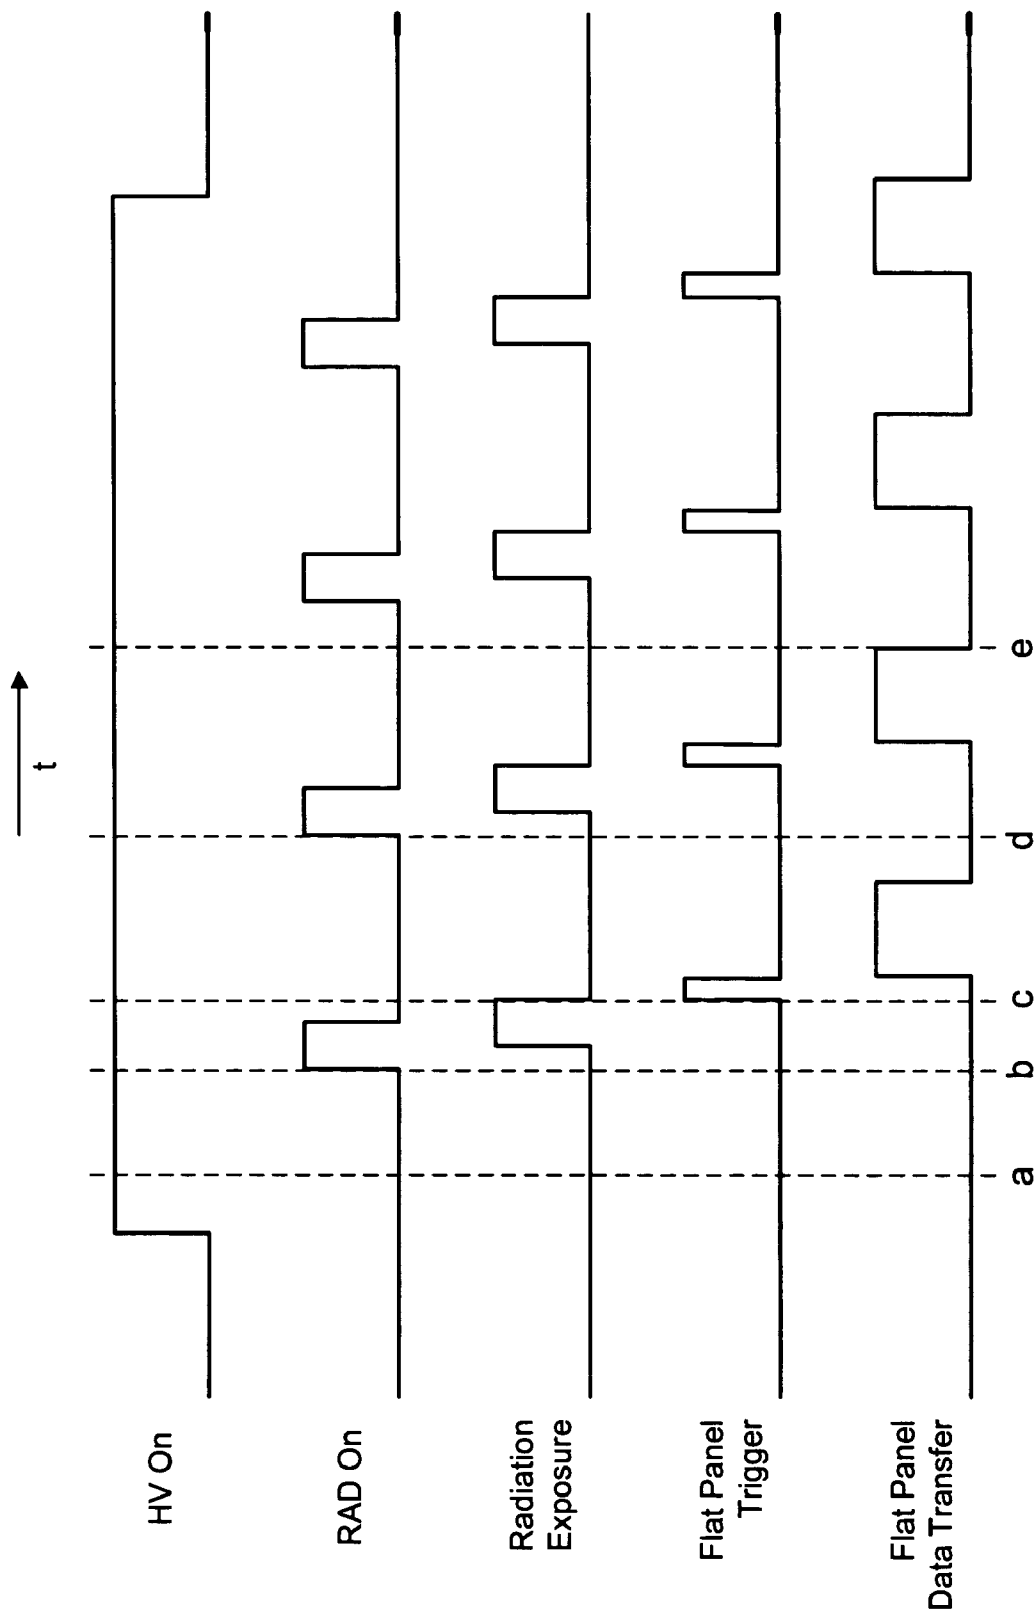 t
HV On
RAD On
Radiation
Exposure
Flat Panel
Trigger
Flat Panel
Data Transfer
a
b
c
d
e